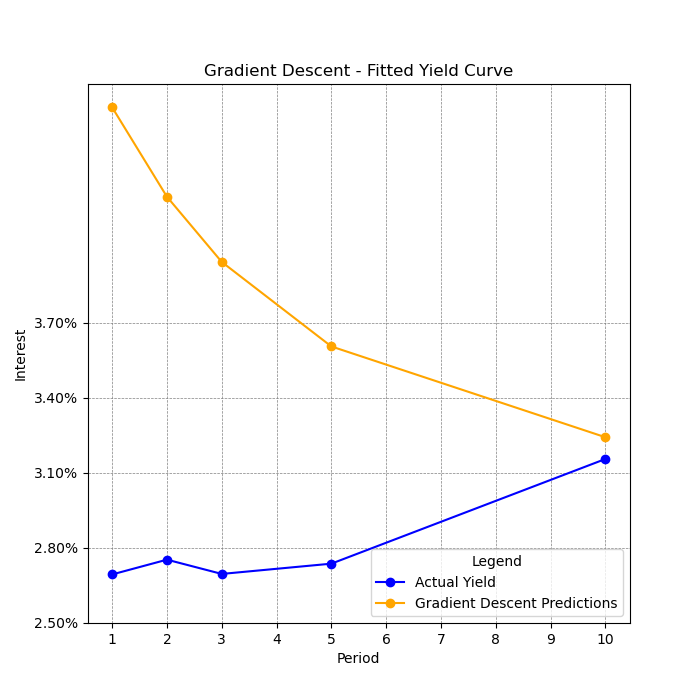 Gradient Descent - Fitted Yield Curve
Interest
3.70%
3.40%
3.10%
2.80%
2.50%
Legend
Actual Yield
Gradient Descent Predictions
1 2 3 4 5 6 7 8 9 10
Period